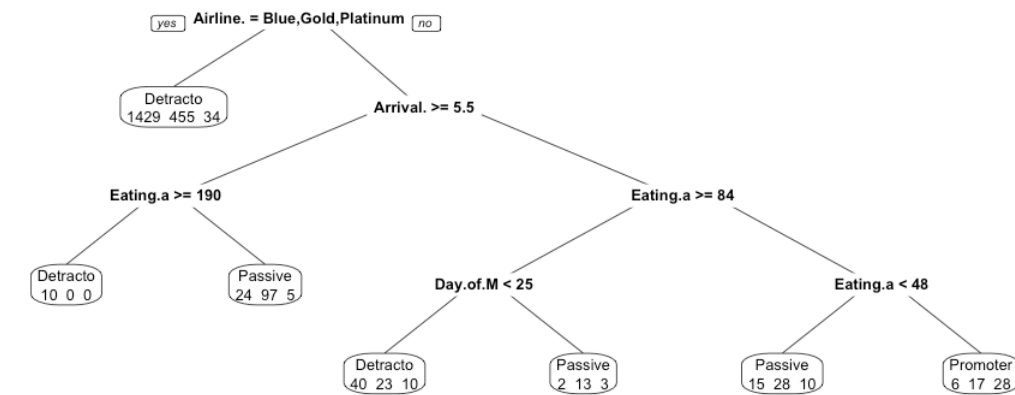 yes Airline. = Blue,Gold,Platinum no
Detracto
1429 455 34
Arrival. >= 5.5
Eating.a >= 190
Eating.a >= 84
Detracto
10 0 0
Passive
24 97 5
Day.of.M < 25
Eating.a < 48
Detracto
40 23 10
Passive
2 13 3
Passive
15 28 10
Promoter
6 17 28